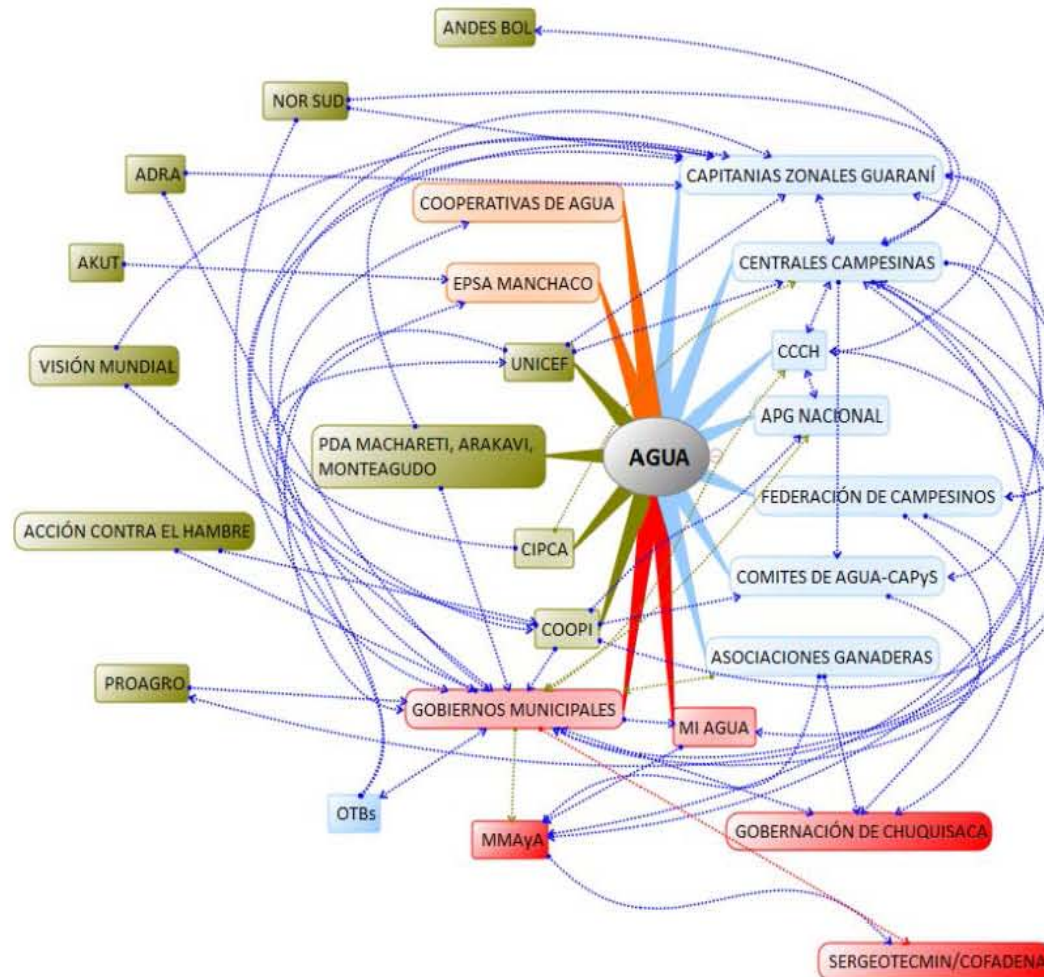 ANDES BOL
NOR SUD
ADRA
CAPITANIAS ZONALES GUARANÍ
COOPERATIVAS DE AGUA
AKUT
CENTRALES CAMPESINAS
EPSA MANCHACO
VISIÓN MUNDIAL
UNICEF
CCCH
APG NACIONAL
PDA MACHARETI, ARAKAVI,
MONTEAGUDO
AGUA
FEDERACIÓN DE CAMPESINOS
ACCIÓN CONTRA EL HAMBRE
CIPCA
COMITES DE AGUA-CAPyS
COOPI
ASOCIACIONES GANADERAS
PROAGRO
GOBIERNOS MUNICIPALES
MI AGUA
OTBs
MMAyA
GOBERNACIÓN DE CHUQUISACA
SERGEOTECMIN/COFADENA